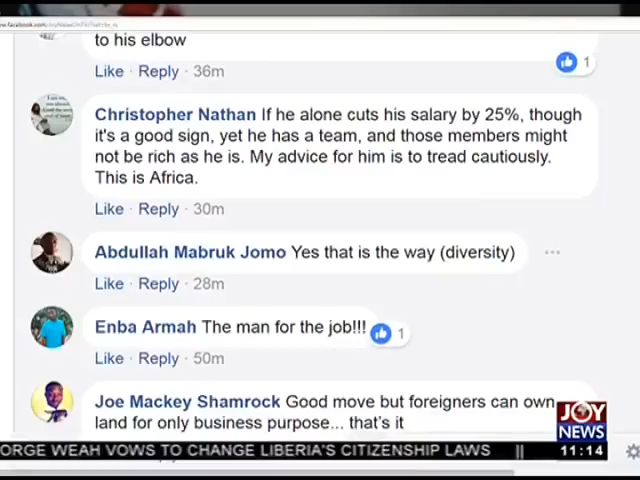 to his elbow
1
Like · Reply · 36m
Christopher Nathan If he alone cuts his salary by 25%, though
it's a good sign, yet he has a team, and those members might
not be rich as he is. My advice for him is to tread cautiously.
This is Africa.
Like · Reply · 30m
Abdullah Mabruk Jomo Yes that is the way (diversity)
Like · Reply · 28m
Enba Armah The man for the job!!! 1
Like · Reply · 50m
Joe Mackey Shamrock Good move but foreigners can own
land for only business purpose... that's it
JOY
NEWS
ORGE WEAH VOWS TO CHANGE LIBERIA'S CITIZENSHIP LAWS || 11:14